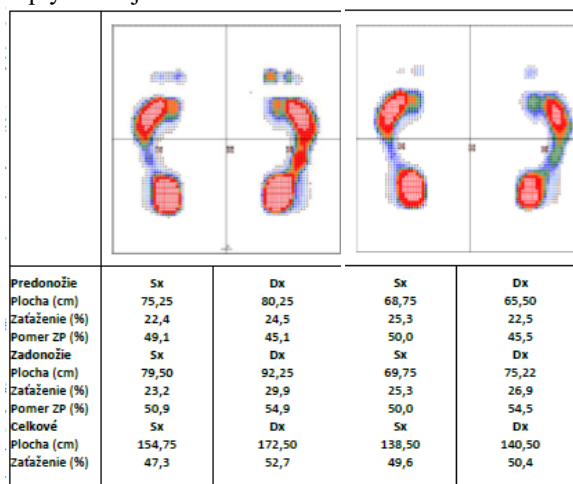 Predonožie Sx Dx Sx Dx
Plocha (cm) 75,25 80,25 68,75 65,50
Zaťaženie (%) 22,4 24,5 25,3 22,5
Pomer ZP (%) 49,1 45,1 50,0 45,5
Zadonožie Sx Dx Sx Dx
Plocha (cm) 79,50 92,25 69,75 75,22
Zaťaženie (%) 23,2 29,9 25,3 26,9
Pomer ZP (%) 50,9 54,9 50,0 54,5
Celkové Sx Dx Sx Dx
Plocha (cm) 154,75 172,50 138,50 140,50
Zaťaženie (%) 47,3 52,7 49,6 50,4